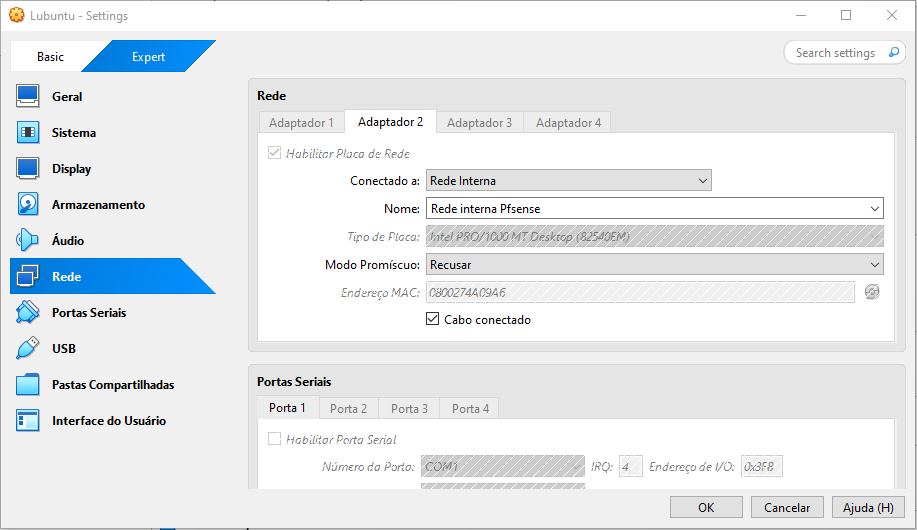 Lubuntu - Settings
Basic
Expert
Search settings
Geral
Sistema
Display
Armazenamento
Áudio
Rede
Portas Seriais
USB
Pastas Compartilhadas
Interface do Usuário
Rede
Adaptador 1
Adaptador 2
Adaptador 3
Adaptador 4
Habilitar Placa de Rede
Conectado a: Rede Interna
Nome: Rede interna Pfsense
Tipo de Placa: Intel PRO/1000 MT Desktop (82540EM)
Modo Promíscuo: Recusar
Endereço MAC: 0800274A09A6
Cabo conectado
Portas Seriais
Porta 1
Porta 2
Porta 3
Porta 4
Habilitar Porta Serial
Número da Porta: COM1 IRQ: 4 Endereço de I/O: 0x3F8
OK
Cancelar
Ajuda (H)